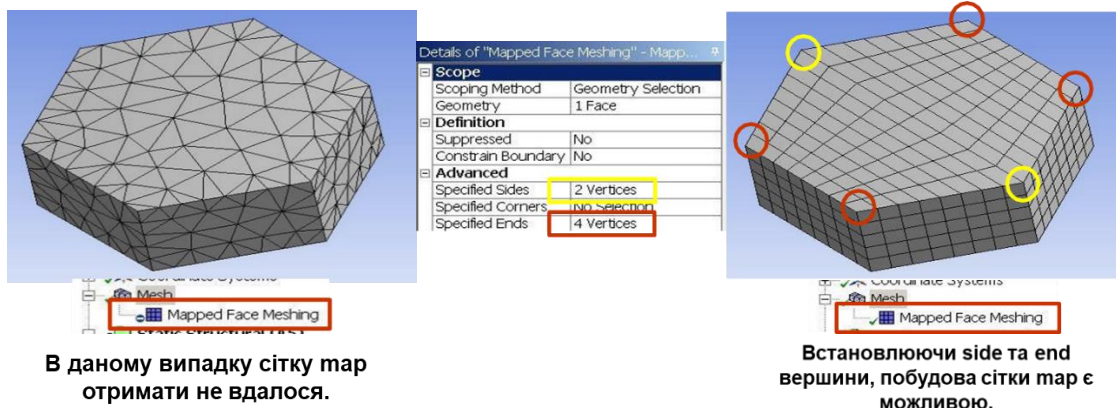 Details of "Mapped Face Meshing" - Mapp...
Scope
Scoping Method Geometry Selection
Geometry 1 Face
Definition
Suppressed No
Constrain Boundary No
Advanced
Specified Sides 2 Vertices
Specified Corners No Selection
Specified Ends 4 Vertices
Coordinate Systems
Mesh
Mapped Face Meshing
Static Structural (A5)
В даному випадку сітку map
отримати не вдалося.
Coordinate Systems
Mesh
Mapped Face Meshing
Встановлюючи side та end
вершини, побудова сітки map є
можливою.